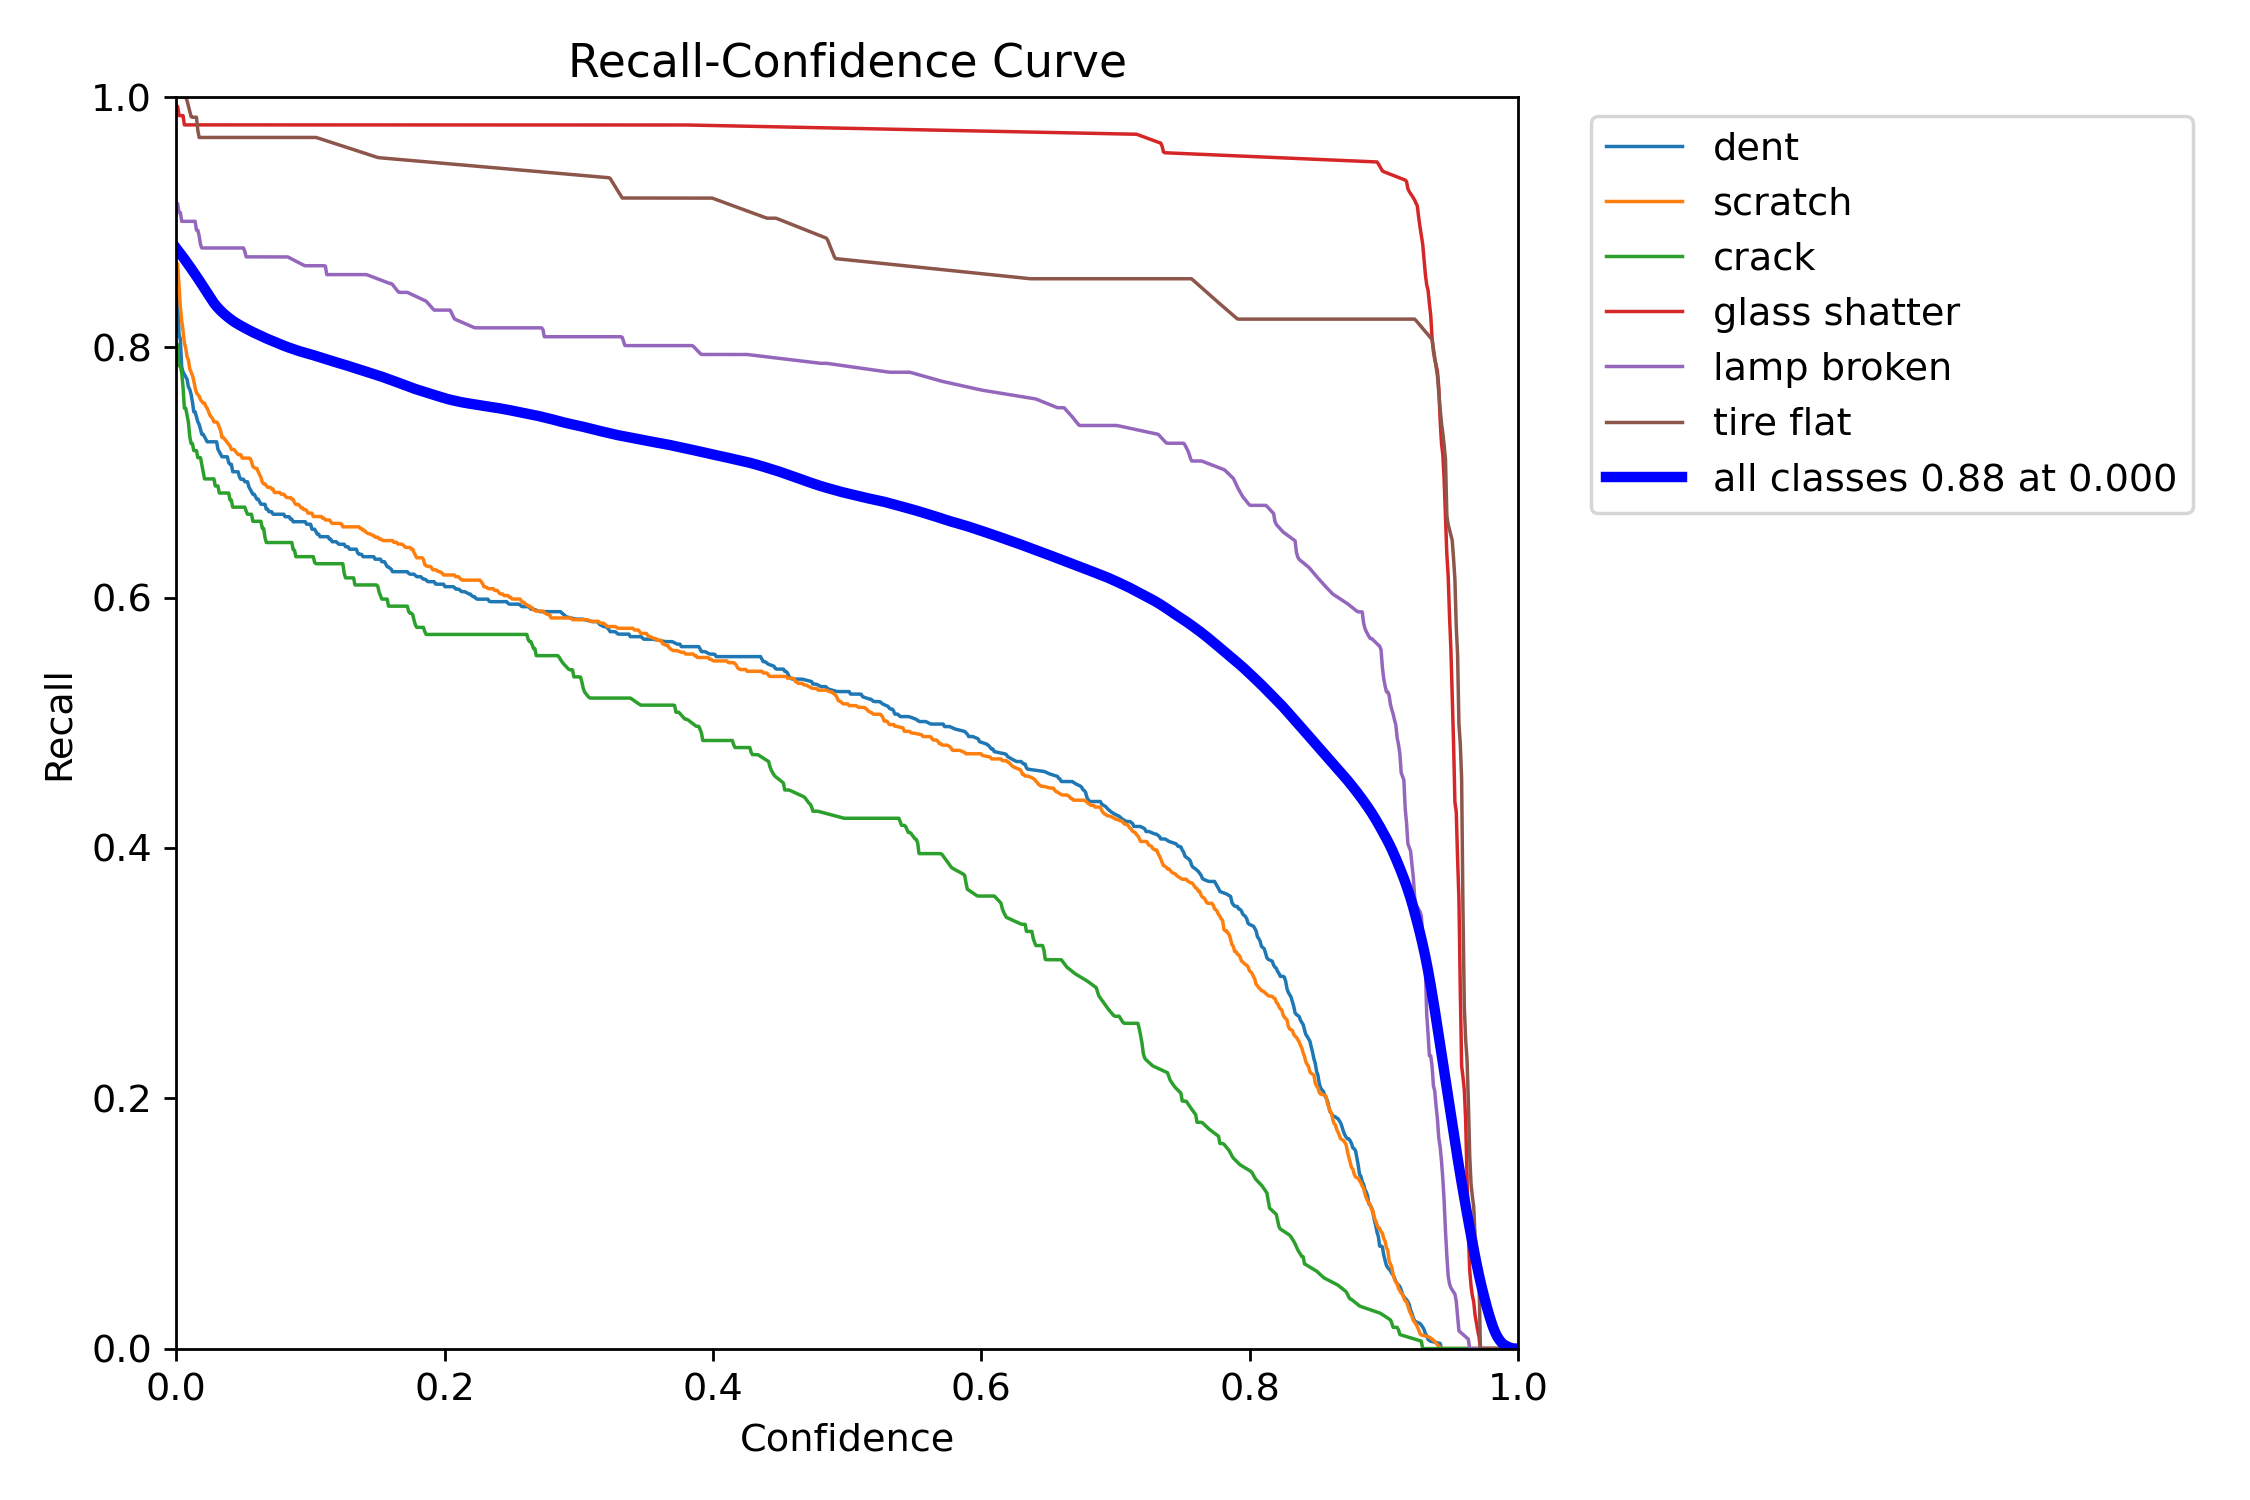 Recall-Confidence Curve
1.0
0.8
0.6
0.4
0.2
0.0
Recall
0.0 0.2 0.4 0.6 0.8 1.0
Confidence
dent
scratch
crack
glass shatter
lamp broken
tire flat
all classes 0.88 at 0.000